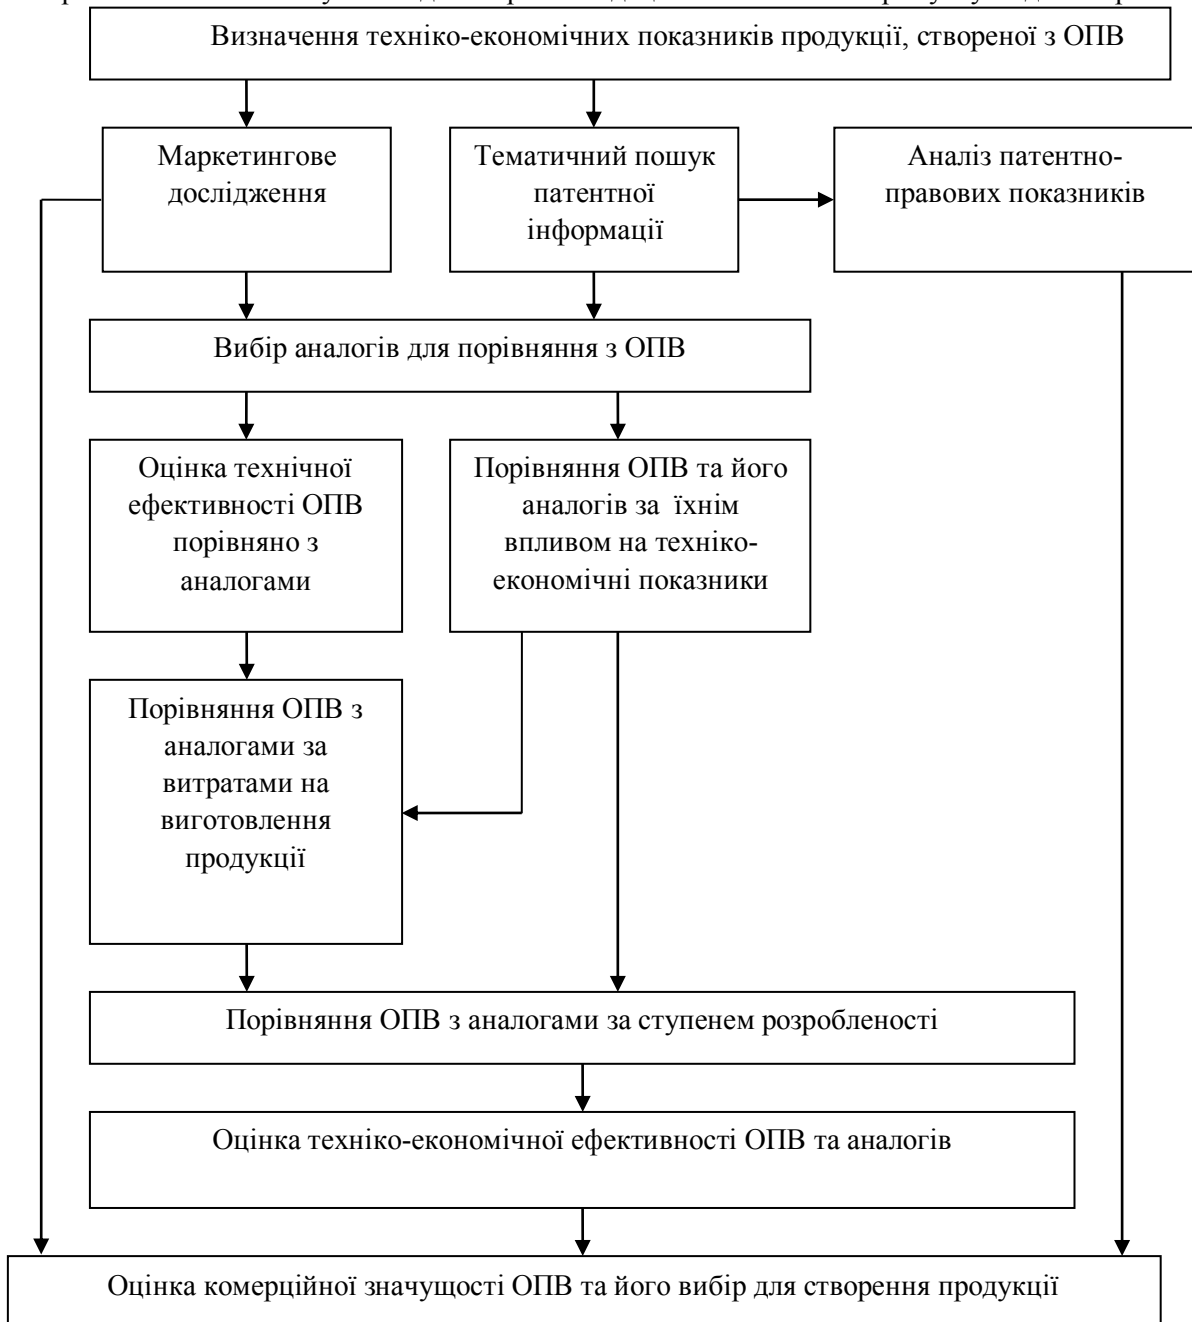 Визначення техніко-економічних показників продукції, створеної з ОПВ
Маркетингове
дослідження
Тематичний пошук
патентної
інформації
Аналіз патентно-
правових показників
Вибір аналогів для порівняння з ОПВ
Оцінка технічної
ефективності ОПВ
порівняно з
аналогами
Порівняння ОПВ та його
аналогів за їхнім
впливом на техніко-
економічні показники
Порівняння ОПВ з
аналогами за
витратами на
виготовлення
продукції
Порівняння ОПВ з аналогами за ступенем розробленості
Оцінка техніко-економічної ефективності ОПВ та аналогів
Оцінка комерційної значущості ОПВ та його вибір для створення продукції